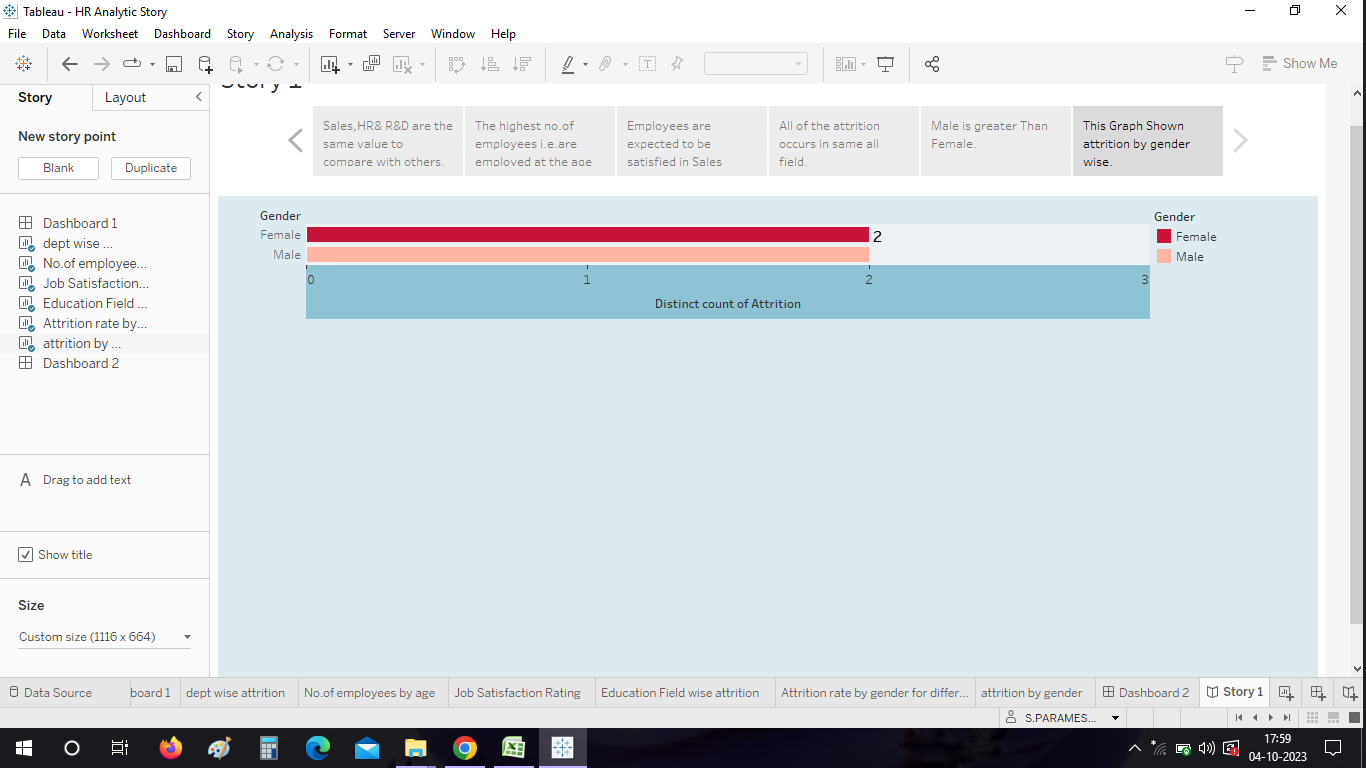 Tableau - HR Analytic Story
File Data Worksheet Dashboard Story Analysis Format Server Window Help
Show Me
Story Layout
New story point
Blank Duplicate
Dashboard 1
dept wise ...
No.of employee...
Job Satisfaction...
Education Field ...
Attrition rate by...
attrition by ...
Dashboard 2
A Drag to add text
Show title
Size
Custom size (1116 x 664)
Story 1
Sales,HR& R&D are the
same value to
compare with others.
The highest no.of
employees i.e.are
employed at the age
Employees are
expected to be
satisfied in Sales
All of the attrition
occurs in same all
field.
Male is greater Than
Female.
This Graph Shown
attrition by gender
wise.
Gender
Female
Male
2
0 1 2 3
Distinct count of Attrition
Gender
Female
Male
Data Source board 1 dept wise attrition No.of employees by age Job Satisfaction Rating Education Field wise attrition Attrition rate by gender for differ... attrition by gender Dashboard 2 Story 1
S.PARAMES...
17:59
04-10-2023